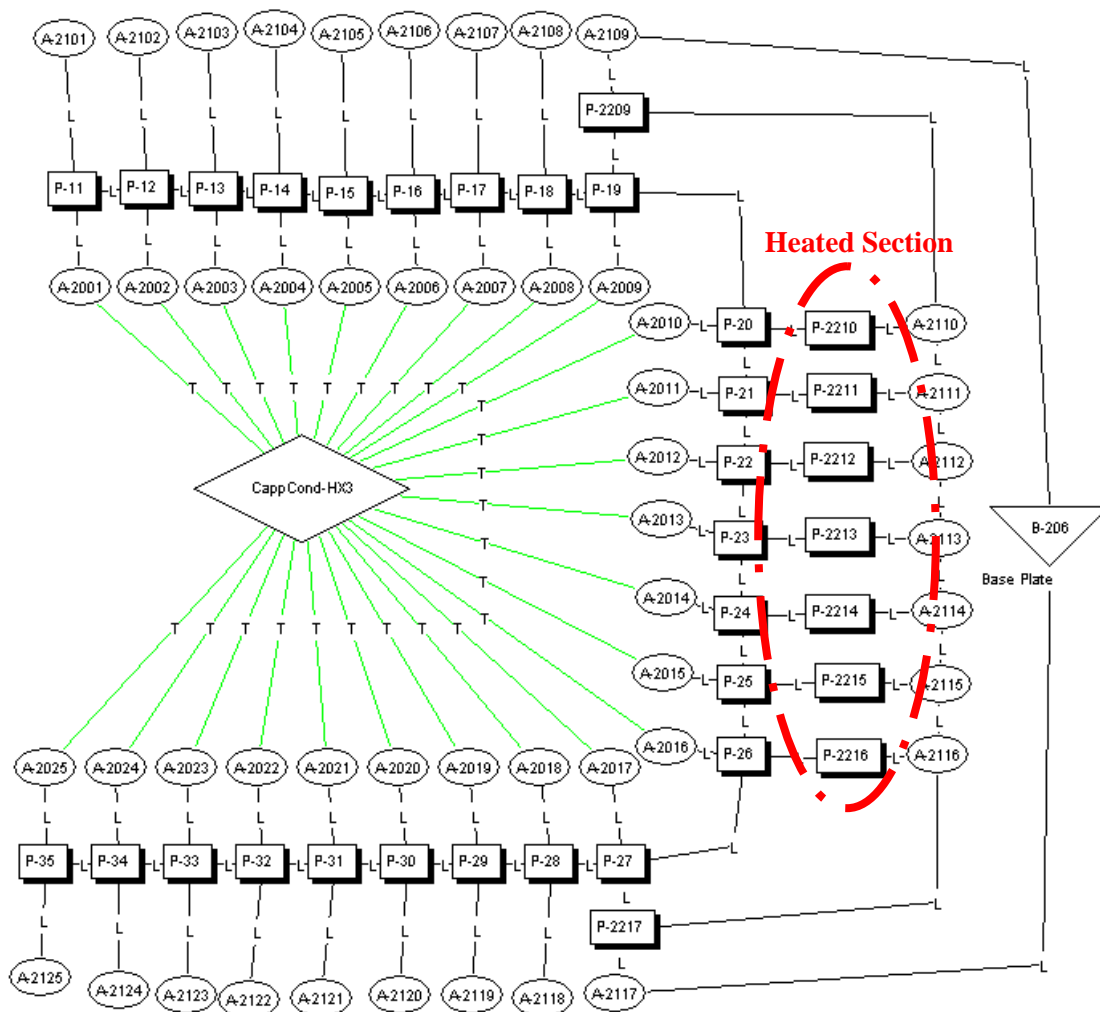 A-2101 A-2102 A-2103 A-2104 A-2105 A-2106 A-2107 A-2108 A-2109
L
L
P-2209 L
L L L L L L L L
L
P-11 L P-12 L P-13 L P-14 L P-15 L P-16 L P-17 L P-18 L P-19 L
L L L L L L L L L
Heated Section
A-2001 A-2002 A-2003 A-2004 A-2005 A-2006 A-2007 A-2008 A-2009
A-2010 L P-20 L P-2210 L A-2110
L L
T T T T T T T T T
A-2011 L P-21 L P-2211 L A-2111
T
L L
T
A-2012 L P-22 L P-2212 L A-2112
T
CappCond-HX3
T
L L
A-2013 L P-23 L P-2213 L A-2113
B-206
T
L L
Base Plate
T
A-2014 L P-24 L P-2214 L A-2114
T
L L
T T T T T T T T
A-2015 L P-25 L P-2215 L A-2115
L L
A-2016 L P-26 L P-2216 L A-2116
A-2025 A-2024 A-2023 A-2022 A-2021 A-2020 A-2019 A-2018 A-2017
L L L L L L L L L
P-35 L P-34 L P-33 L P-32 L P-31 L P-30 L P-29 L P-28 L P-27 L
L
P-2217 L
L L L L L L L L
L L
A-2125 A-2124 A-2123 A-2122 A-2121 A-2120 A-2119 A-2118 A-2117